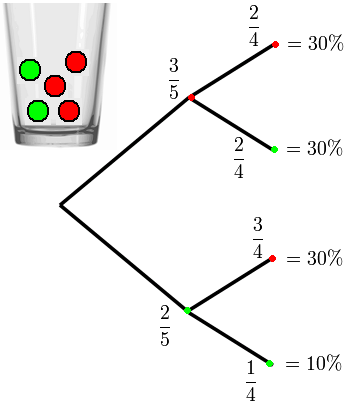 2/4 = 30%
3/5
2/4 = 30%
3/4 = 30%
2/5
1/4 = 10%